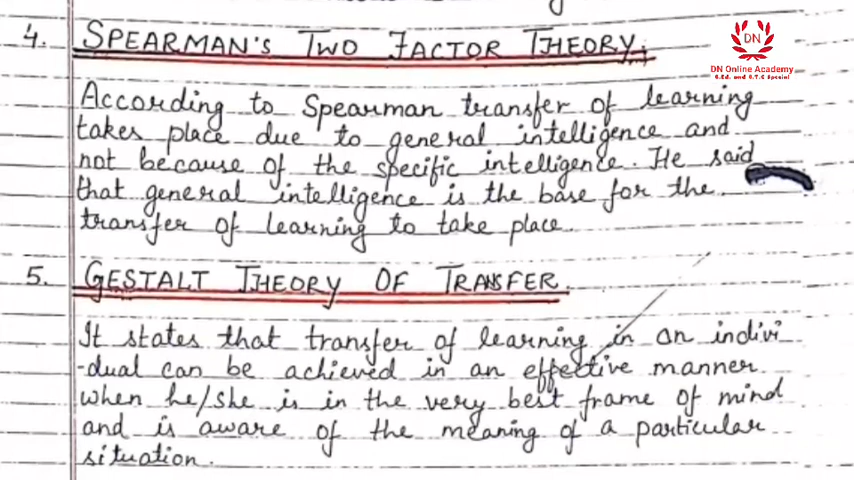 DN
DN Online Academy
B.Ed. and B.T.C Special
4. SPEARMAN'S TWO FACTOR THEORY;
According to Spearman transfer of learning
takes place due to general intelligence and
not because of the specific intelligence. He said
that general intelligence is the base for the
transfer of learning to take place.
5. GESTALT THEORY OF TRANSFER.
It states that transfer of learning in an indivi
-dual can be achieved in an effective manner
when he/she is in the very best frame of mind
and is aware of the meaning of a particular
situation.